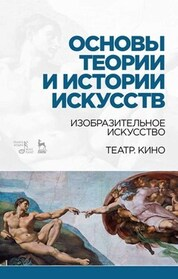 ОСНОВЫ
ТЕОРИИ
И ИСТОРИИ
ИСКУССТВ
ИЗОБРАЗИТЕЛЬНОЕ
ИСКУССТВО
ТЕАТР. КИНО